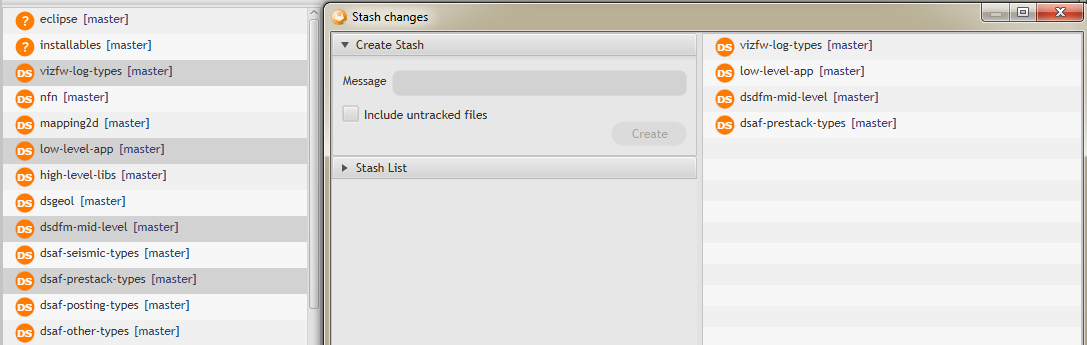 ? eclipse [master]
? installables [master]
DS vizfw-log-types [master]
DS nfn [master]
DS mapping2d [master]
DS low-level-app [master]
DS high-level-libs [master]
DS dsgeol [master]
DS dsdfm-mid-level [master]
DS dsaf-seismic-types [master]
DS dsaf-prestack-types [master]
DS dsaf-posting-types [master]
DS dsaf-other-types [master]
Stash changes
Create Stash
Message
Include untracked files
Create
Stash List
DS vizfw-log-types [master]
DS low-level-app [master]
DS dsdfm-mid-level [master]
DS dsaf-prestack-types [master]